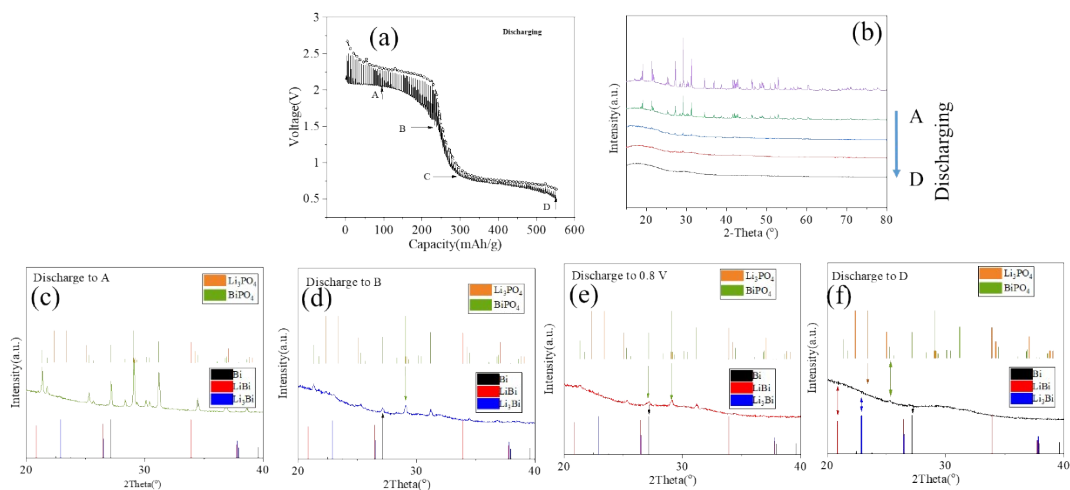 (a)
Discharging
Voltage(V)
3
2.5
2
1.5
1
0.5
A
B
C
D
0 100 200 300 400 500 600
Capacity(mAh/g)
(b)
Intensity(a.u.)
20 30 40 50 60 70 80
2-Theta (°)
A
D
Discharging
(c)
Discharge to A
Li₃PO₄
BiPO₄
Intensity(a.u.)
Bi
LiBi
Li₃Bi
20 30 40
2Theta(°)
(d)
Discharge to B
Li₃PO₄
BiPO₄
Intensity(a.u.)
Bi
LiBi
Li₃Bi
20 30 40
2Theta(°)
(e)
Discharge to 0.8 V
Li₃PO₄
BiPO₄
Intensity(a.u.)
Bi
LiBi
Li₃Bi
20 30 40
2Theta(°)
(f)
Discharge to D
Li₃PO₄
BiPO₄
Intensity(a.u.)
Bi
LiBi
Li₃Bi
20 30 40
2Theta(°)